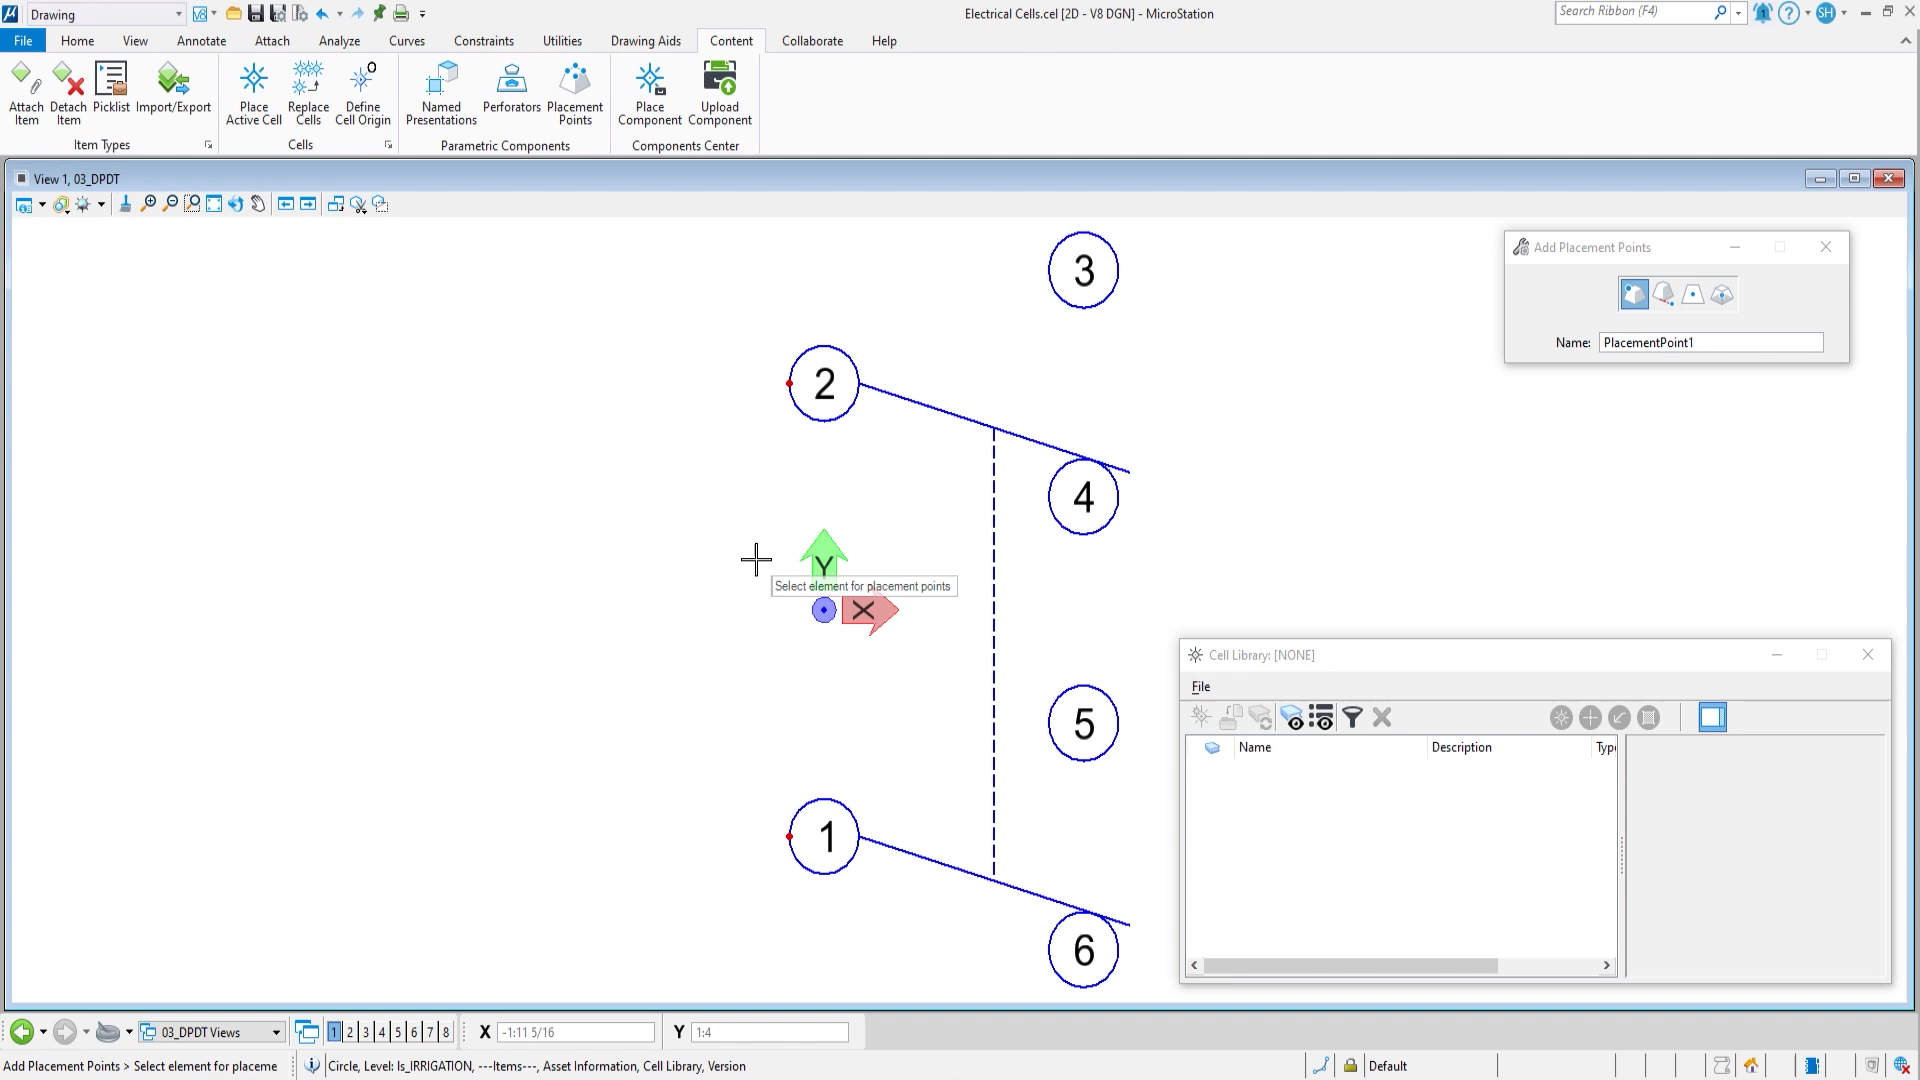 Drawing
Electrical Cells.cel [2D - V8 DGN] - MicroStation
Search Ribbon (F4)
SH
File Home View Annotate Attach Analyze Curves Constraints Utilities Drawing Aids Content Collaborate Help
Attach Item
Detach Item
Picklist
Import/Export
Place Active Cell
Replace Cells
Define Cell Origin
Named Presentations
Perforators
Placement Points
Place Component
Upload Component
Item Types
Cells
Parametric Components
Components Center
View 1, 03_DPDT
3
Add Placement Points
Name: PlacementPoint1
2
4
Y
Select element for placement points
X
5
1
6
Cell Library: [NONE]
File
Name Description Typ
03_DPDT Views
1 2 3 4 5 6 7 8
X -1:11 5/16
Y 1:4
Add Placement Points > Select element for placeme
Circle, Level: ls_IRRIGATION, ---Items---, Asset Information, Cell Library, Version
Default